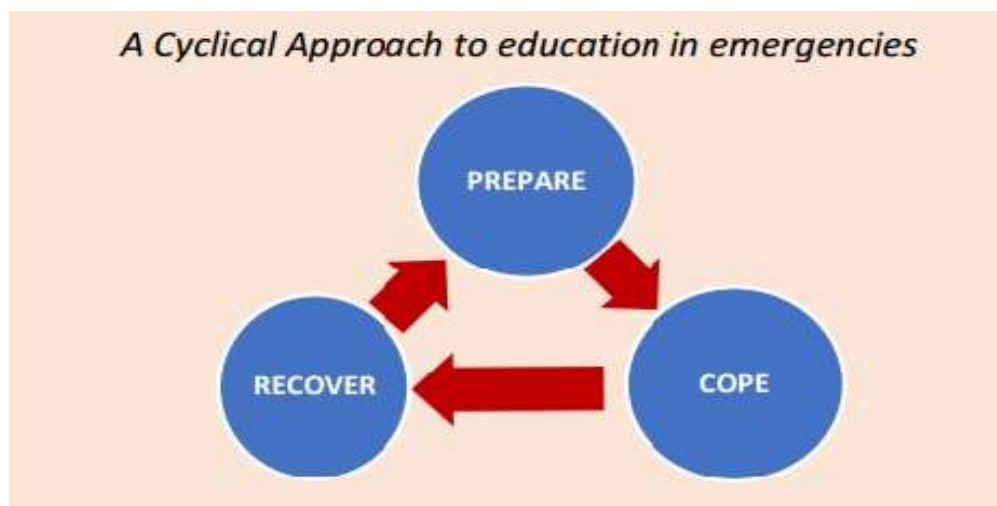 A Cyclical Approach to education in emergencies
PREPARE
RECOVER
COPE